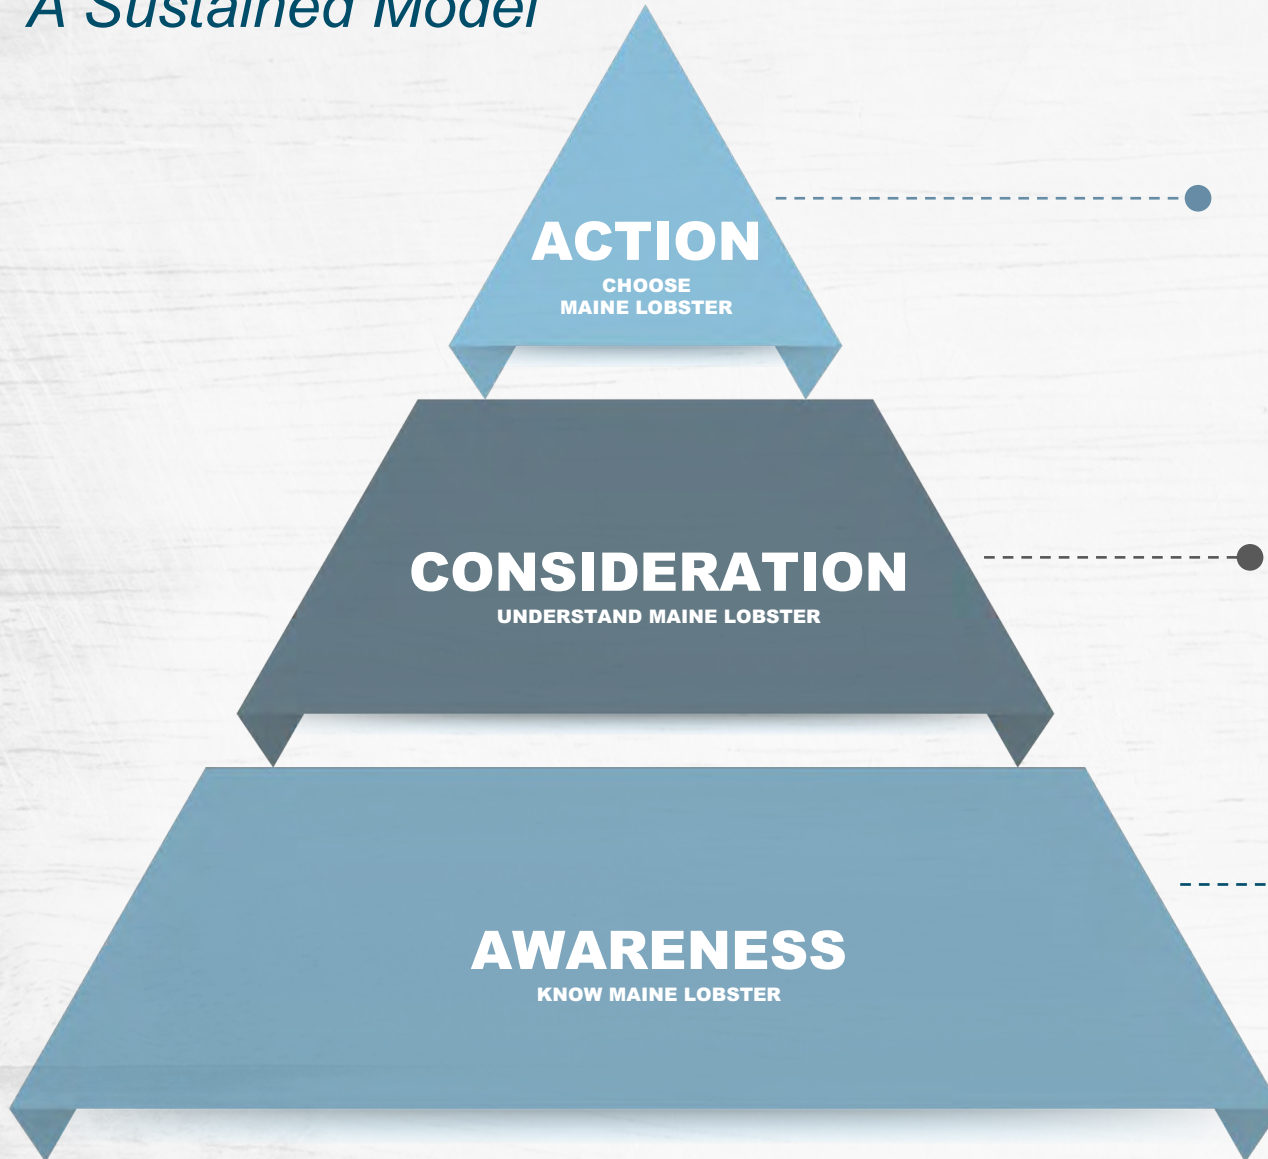 A Sustained Model
ACTION
CHOOSE
MAINE LOBSTER
CONSIDERATION
UNDERSTAND MAINE LOBSTER
AWARENESS
KNOW MAINE LOBSTER